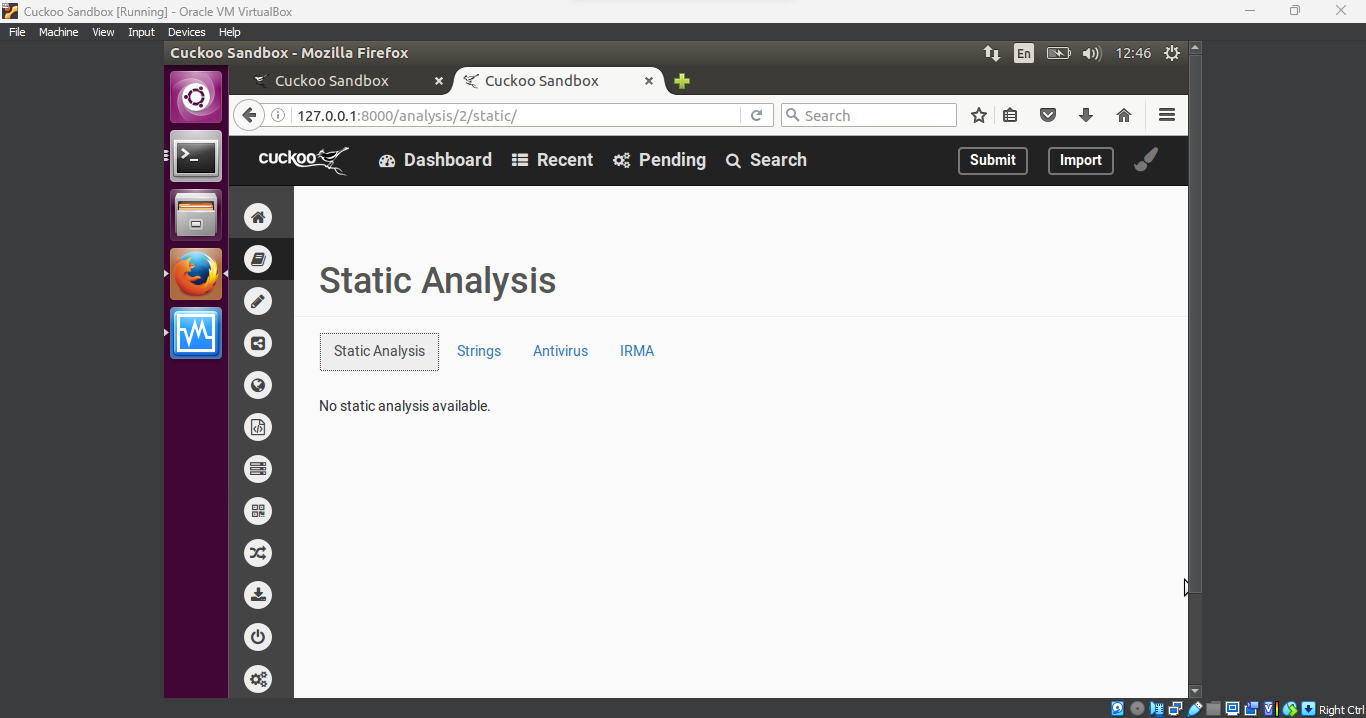 Cuckoo Sandbox [Running] - Oracle VM VirtualBox
File Machine View Input Devices Help
Cuckoo Sandbox - Mozilla Firefox
En
12:46
Cuckoo Sandbox
Cuckoo Sandbox
127.0.0.1:8000/analysis/2/static/
Search
cuckoo
Dashboard
Recent
Pending
Search
Submit
Import
Static Analysis
Static Analysis
Strings
Antivirus
IRMA
No static analysis available.
Right Ctrl